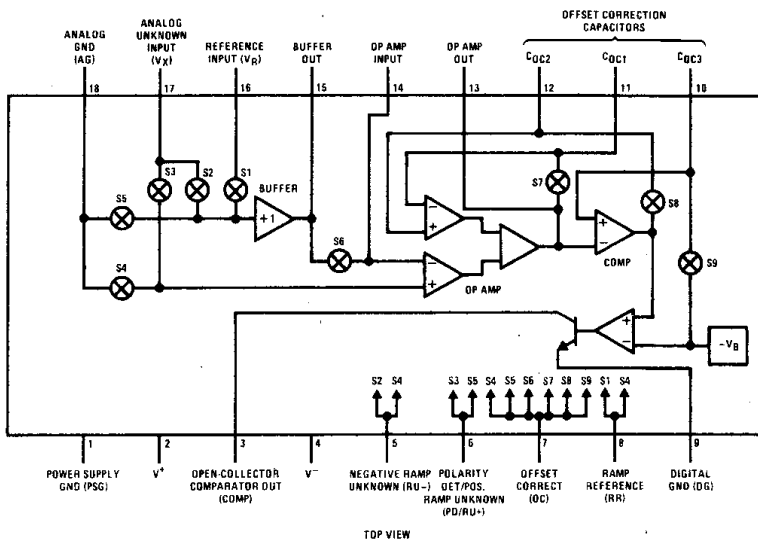 ANALOG
GND
(AG)
ANALOG
UNKNOWN
INPUT
(VX)
REFERENCE
INPUT (VR)
BUFFER
OUT
OP AMP
INPUT
OP AMP
OUT
OFFSET CORRECTION
CAPACITORS
COC2
COC1
COC3
18
17
16
15
14
13
12
11
10
S3
S2
S1
BUFFER
+1
S5
S4
S6
S7
S8
S9
−
+
−
+
OP AMP
+
−
COMP
+
−
−VB
S2
S4
S3
S5
S4
S5
S6
S7
S8
S9
S1
S4
1
2
3
4
5
6
7
8
9
POWER SUPPLY
GND (PSG)
V+
OPEN-COLLECTOR
COMPARATOR OUT
(COMP)
V−
NEGATIVE RAMP
UNKNOWN (RU−)
POLARITY
DET/POS.
RAMP UNKNOWN
(PD/RU+)
OFFSET
CORRECT
(OC)
RAMP
REFERENCE
(RR)
DIGITAL
GND (DG)
TOP VIEW